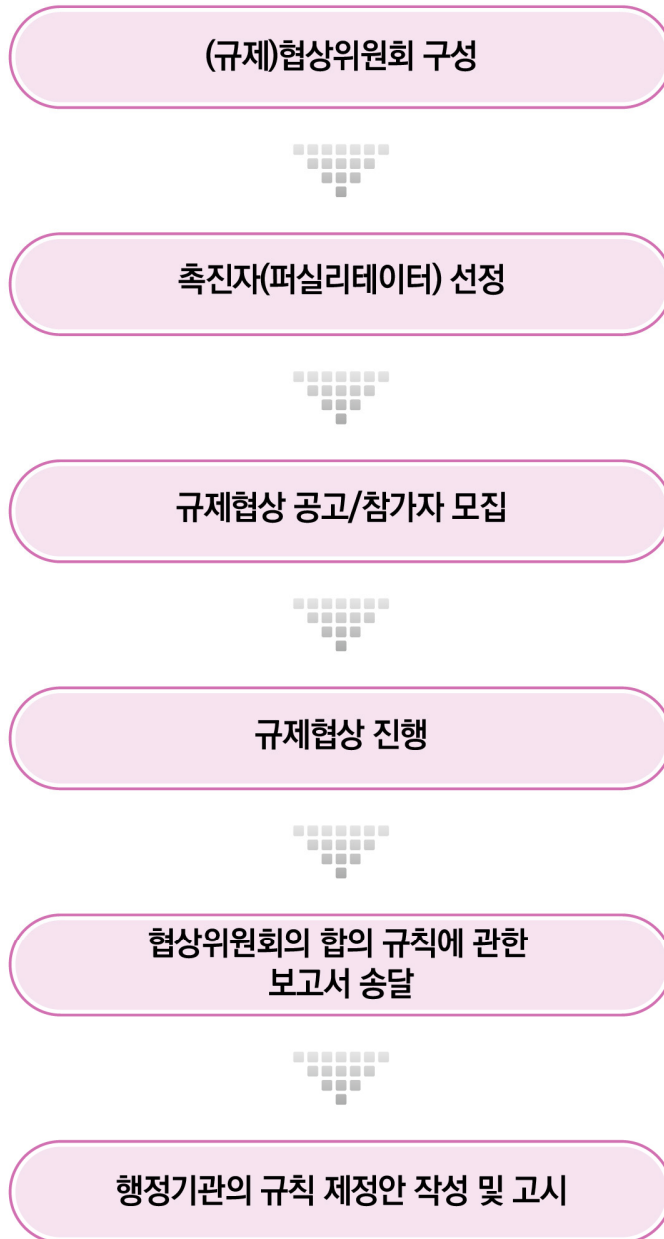 (규제)협상위원회 구성
촉진자(퍼실리테이터) 선정
규제협상 공고/참가자 모집
규제협상 진행
협상위원회의 합의 규칙에 관한
보고서 송달
행정기관의 규칙 제정안 작성 및 고시